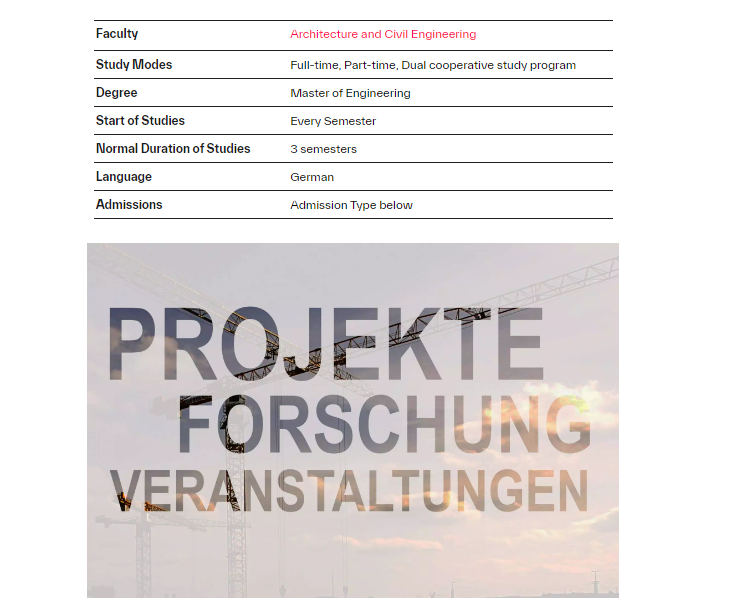 Faculty Architecture and Civil Engineering
Study Modes Full-time, Part-time, Dual cooperative study program
Degree Master of Engineering
Start of Studies Every Semester
Normal Duration of Studies 3 semesters
Language German
Admissions Admission Type below
PROJEKTE
FORSCHUNG
VERANSTALTUNGEN